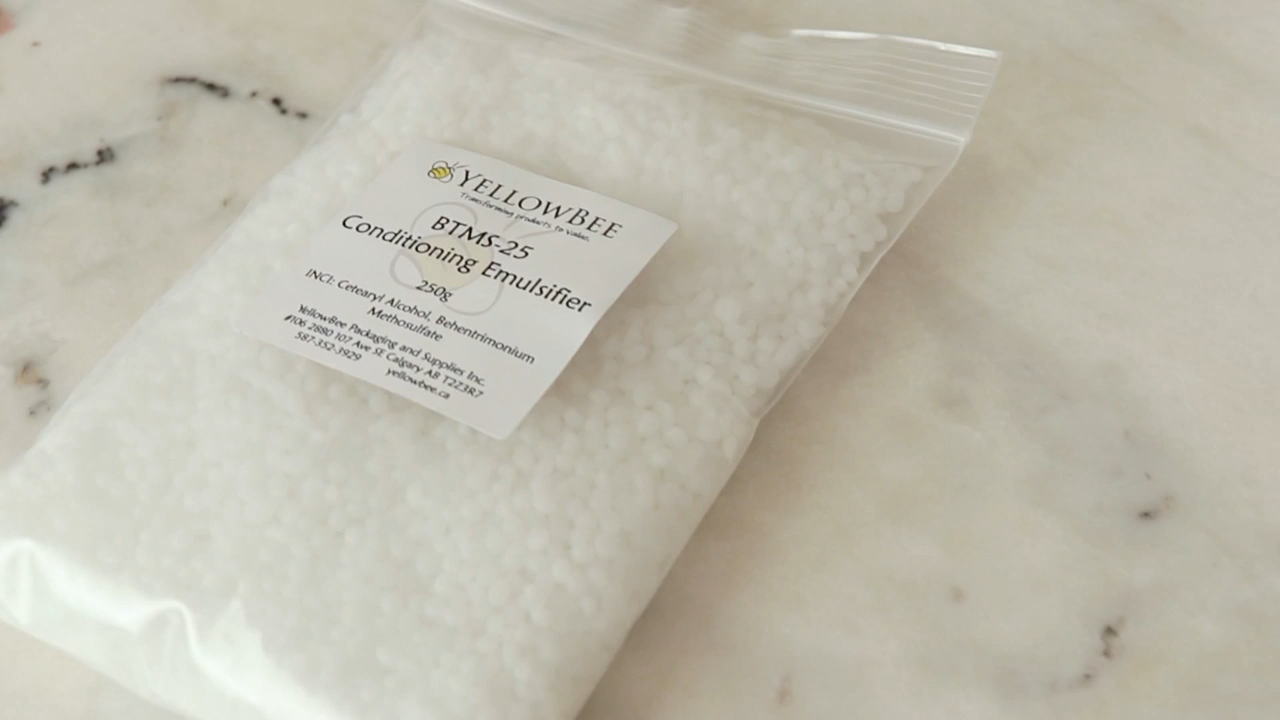 YELLOWBEE
Transforming products to Value.
BTMS-25
Conditioning Emulsifier
250g
INCI: Cetearyl Alcohol, Behentrimonium
Methosulfate
YellowBee Packaging and Supplies Inc.
#106 2880 107 Ave SE Calgary AB T2Z3R7
587-352-3929 yellowbee.ca